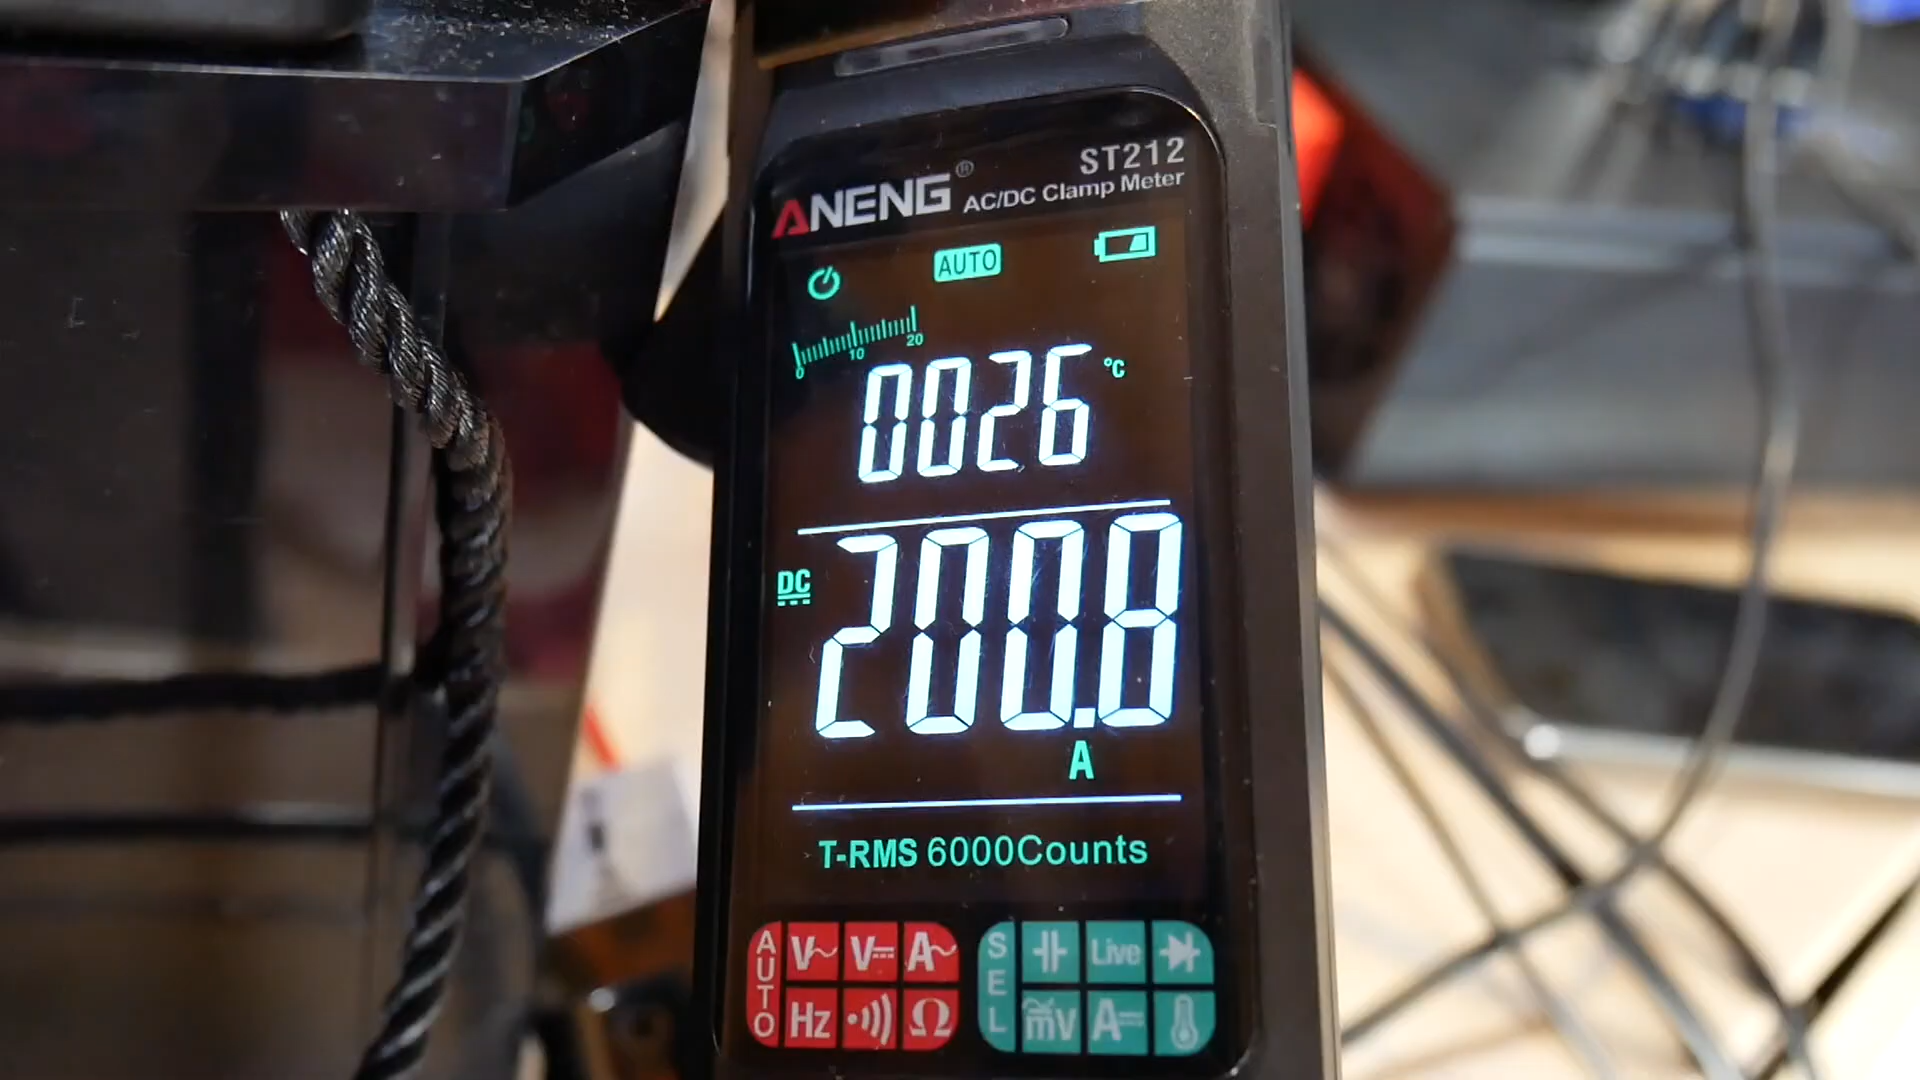 ST212
ANENG® AC/DC Clamp Meter
AUTO
0 10 20
0026 °C
DC 200.8
A
T-RMS 6000Counts
AUTO V~ V⎓ A~
Hz Ω
SEL Live
mV A⎓